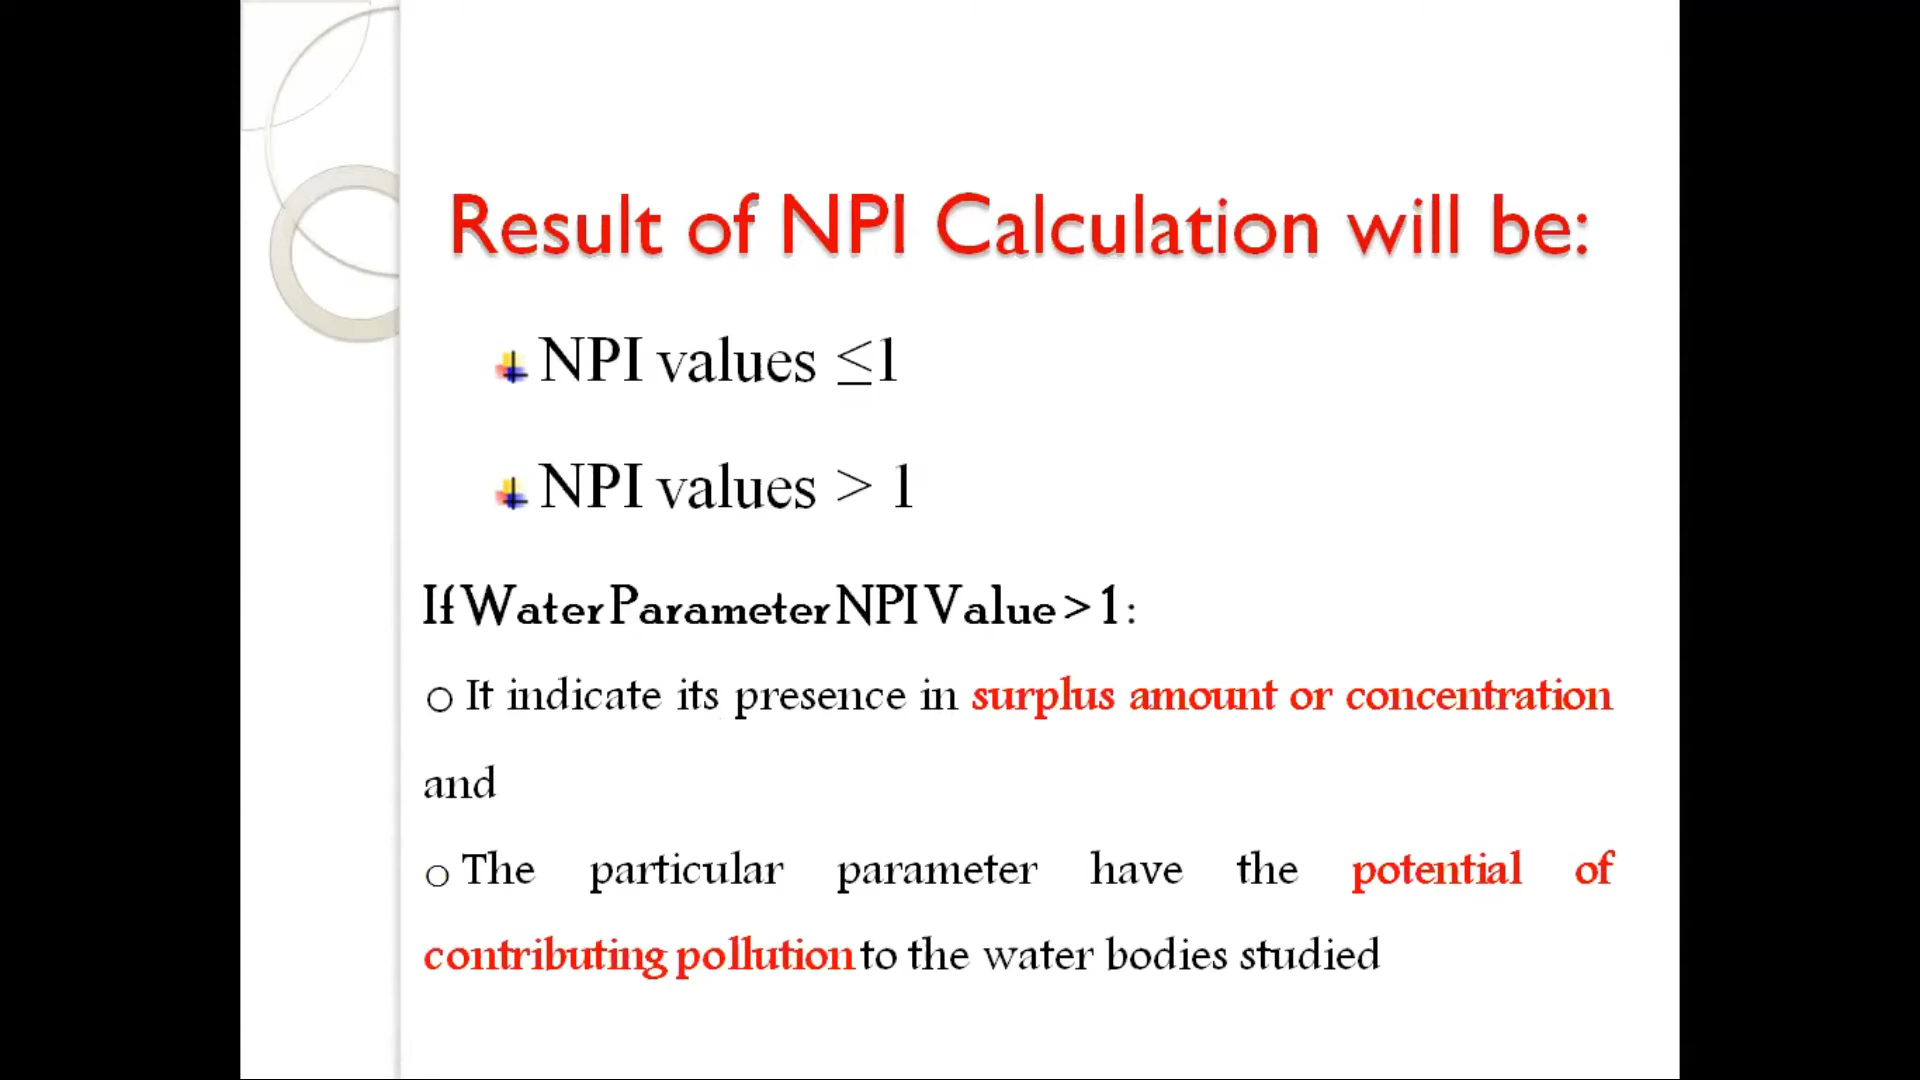 Result of NPI Calculation will be:
NPI values ≤1
NPI values > 1
If Water Parameter NPI Value > 1:
o It indicate its presence in surplus amount or concentration
and
o The particular parameter have the potential of
contributing pollution to the water bodies studied